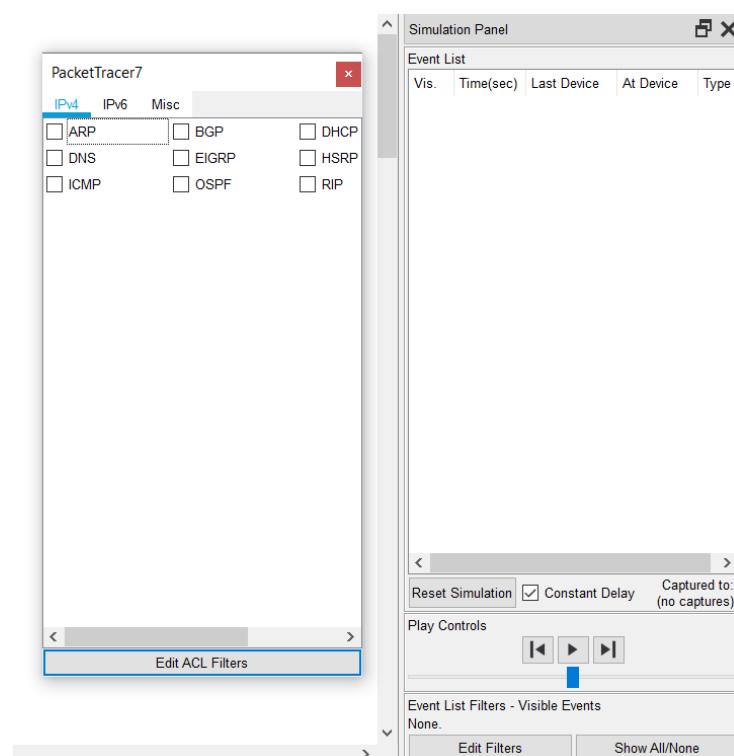 PacketTracer7
IPv4 IPv6 Misc
ARP BGP DHCP
DNS EIGRP HSRP
ICMP OSPF RIP
Edit ACL Filters
Simulation Panel
Event List
Vis. Time(sec) Last Device At Device Type
Reset Simulation Constant Delay Captured to:
(no captures)
Play Controls
Event List Filters - Visible Events
None.
Edit Filters Show All/None